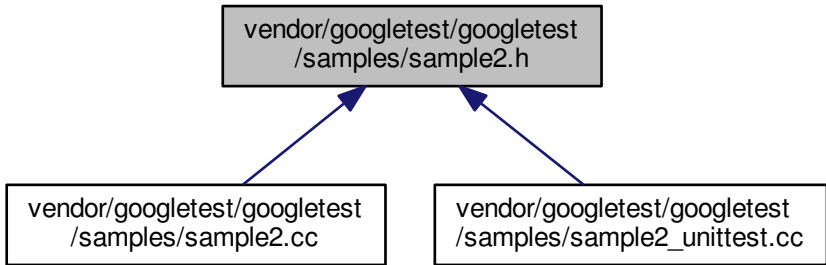 vendor/googletest/googletest
/samples/sample2.h
vendor/googletest/googletest
/samples/sample2.cc
vendor/googletest/googletest
/samples/sample2_unittest.cc